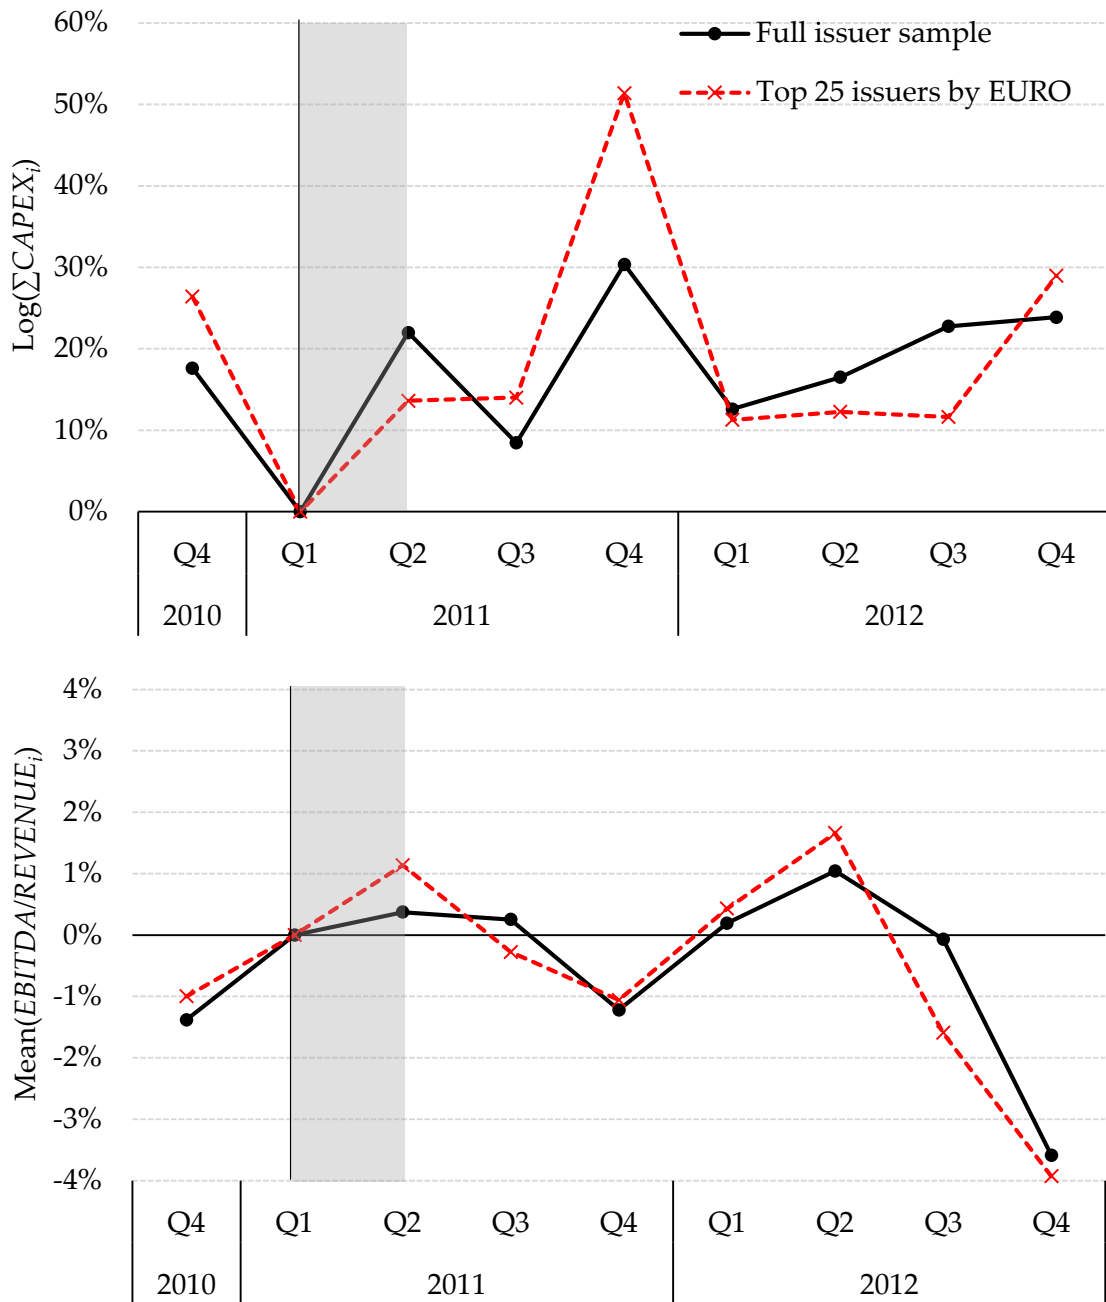 60%
Full issuer sample
Top 25 issuers by EURO
50%
40%
30%
20%
10%
0%
Log(∑CAPEXᵢ)
Q4 Q1 Q2 Q3 Q4 Q1 Q2 Q3 Q4
2010 2011 2012
4%
3%
2%
1%
0%
-1%
-2%
-3%
-4%
Mean(EBITDA/REVENUEᵢ)
Q4 Q1 Q2 Q3 Q4 Q1 Q2 Q3 Q4
2010 2011 2012